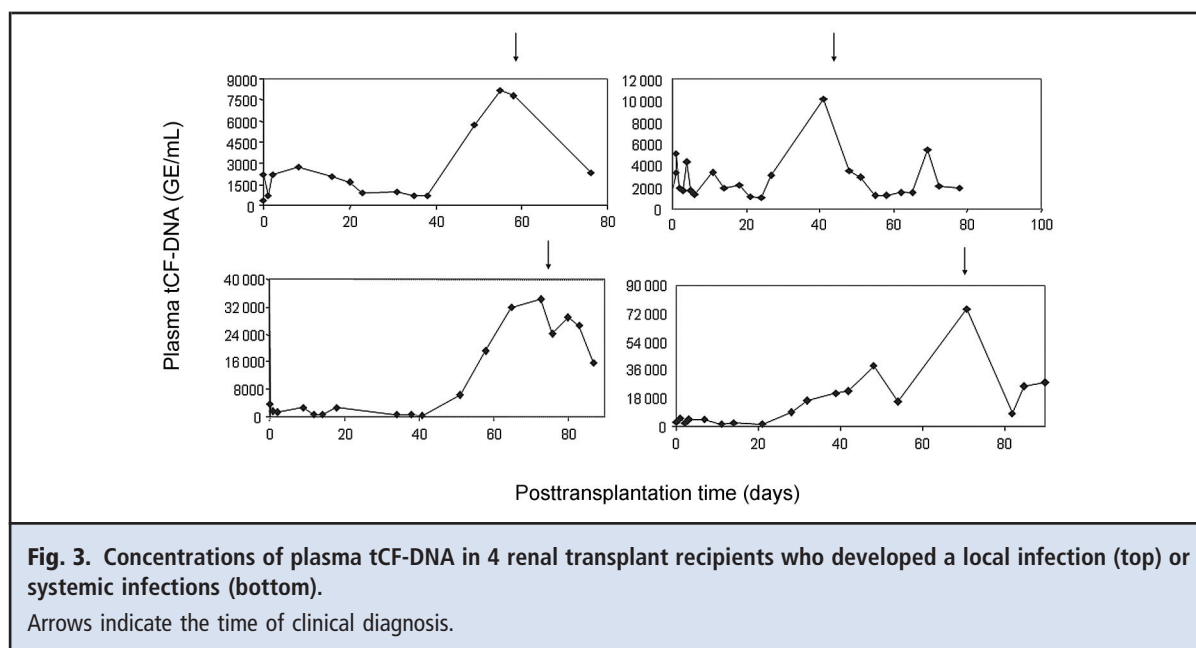 Plasma tCF-DNA (GE/mL)
9000
7500
6000
4500
3000
1500
0
0 20 40 60 80
12 000
10 000
8000
6000
4000
2000
0
0 20 40 60 80 100
40 000
32 000
24 000
16 000
8000
0
0 20 40 60 80
90 000
72 000
54 000
36 000
18 000
0
0 20 40 60 80
Posttransplantation time (days)
Fig. 3. Concentrations of plasma tCF-DNA in 4 renal transplant recipients who developed a local infection (top) or
systemic infections (bottom).
Arrows indicate the time of clinical diagnosis.